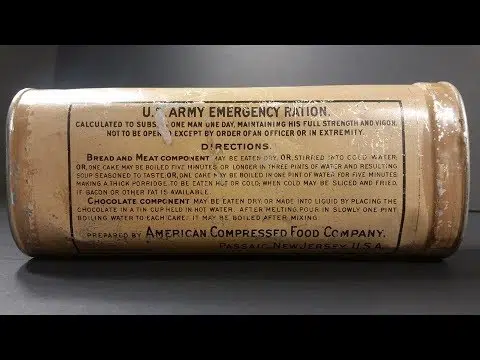 U.S. ARMY EMERGENCY RATION.
CALCULATED TO ONE MAN ONE DAY, MAINTAINING HIS FULL STRENGTH AND VIGOR.
NOT TO BE EXCEPT BY ORDER OF AN OFFICER OR IN EXTREMITY.
DIRECTIONS.
BREAD AND MEAT COMPONENT MAY BE EATEN DRY, OR, STIRRED INTO COLD WATER;
OR, ONE CAKE MAY BE BOILED FIVE MINUTES OR LONGER IN THREE PINTS OF WATER AND RESULTING
SOUP SEASONED TO TASTE; OR, ONE CAKE MAY BE BOILED IN ONE PINT OF WATER FOR FIVE MINUTES
MAKING A THICK PORRIDGE TO BE EATEN HOT OR COLD; WHEN COLD MAY BE SLICED AND FRIED,
IF BACON OR OTHER FAT IS AVAILABLE.
CHOCOLATE COMPONENT MAY BE EATEN DRY, OR MADE INTO LIQUID BY PLACING THE
CHOCOLATE IN A TIN CUP HELD IN HOT WATER. AFTER MELTING, POUR IN SLOWLY ONE PINT
BOILING WATER TO EACH CAKE; IT MAY BE BOILED AFTER MIXING.
PREPARED BY AMERICAN COMPRESSED FOOD COMPANY.
PASSAIC, NEW JERSEY, U.S.A.